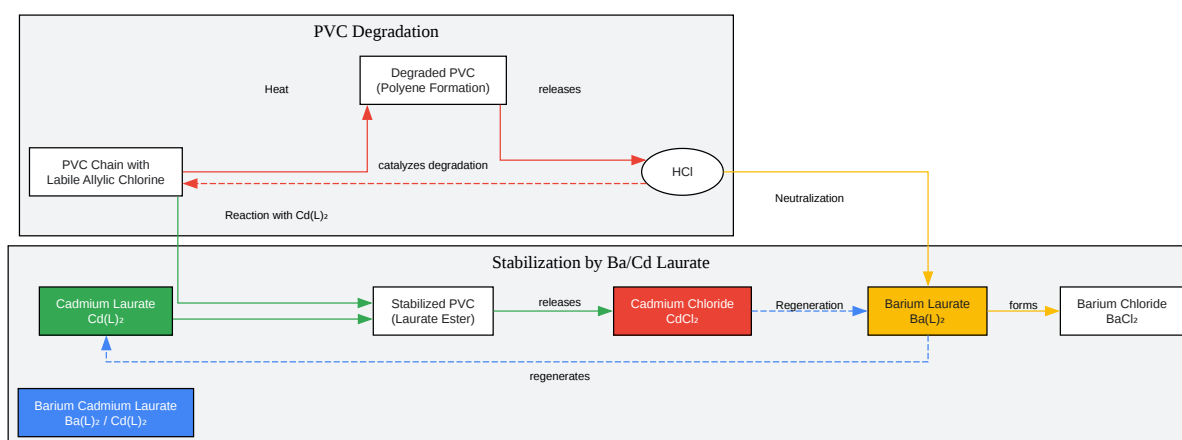 PVC Degradation
Degraded PVC
(Polyene Formation)
Heat
releases
PVC Chain with
Labile Allylic Chlorine
catalyzes degradation
HCl
Neutralization
Reaction with Cd(L)₂
Stabilization by Ba/Cd Laurate
Cadmium Laurate
Cd(L)₂
Stabilized PVC
(Laurate Ester)
releases
Cadmium Chloride
CdCl₂
Regeneration
Barium Laurate
Ba(L)₂
forms
Barium Chloride
BaCl₂
regenerates
Barium Cadmium Laurate
Ba(L)₂ / Cd(L)₂